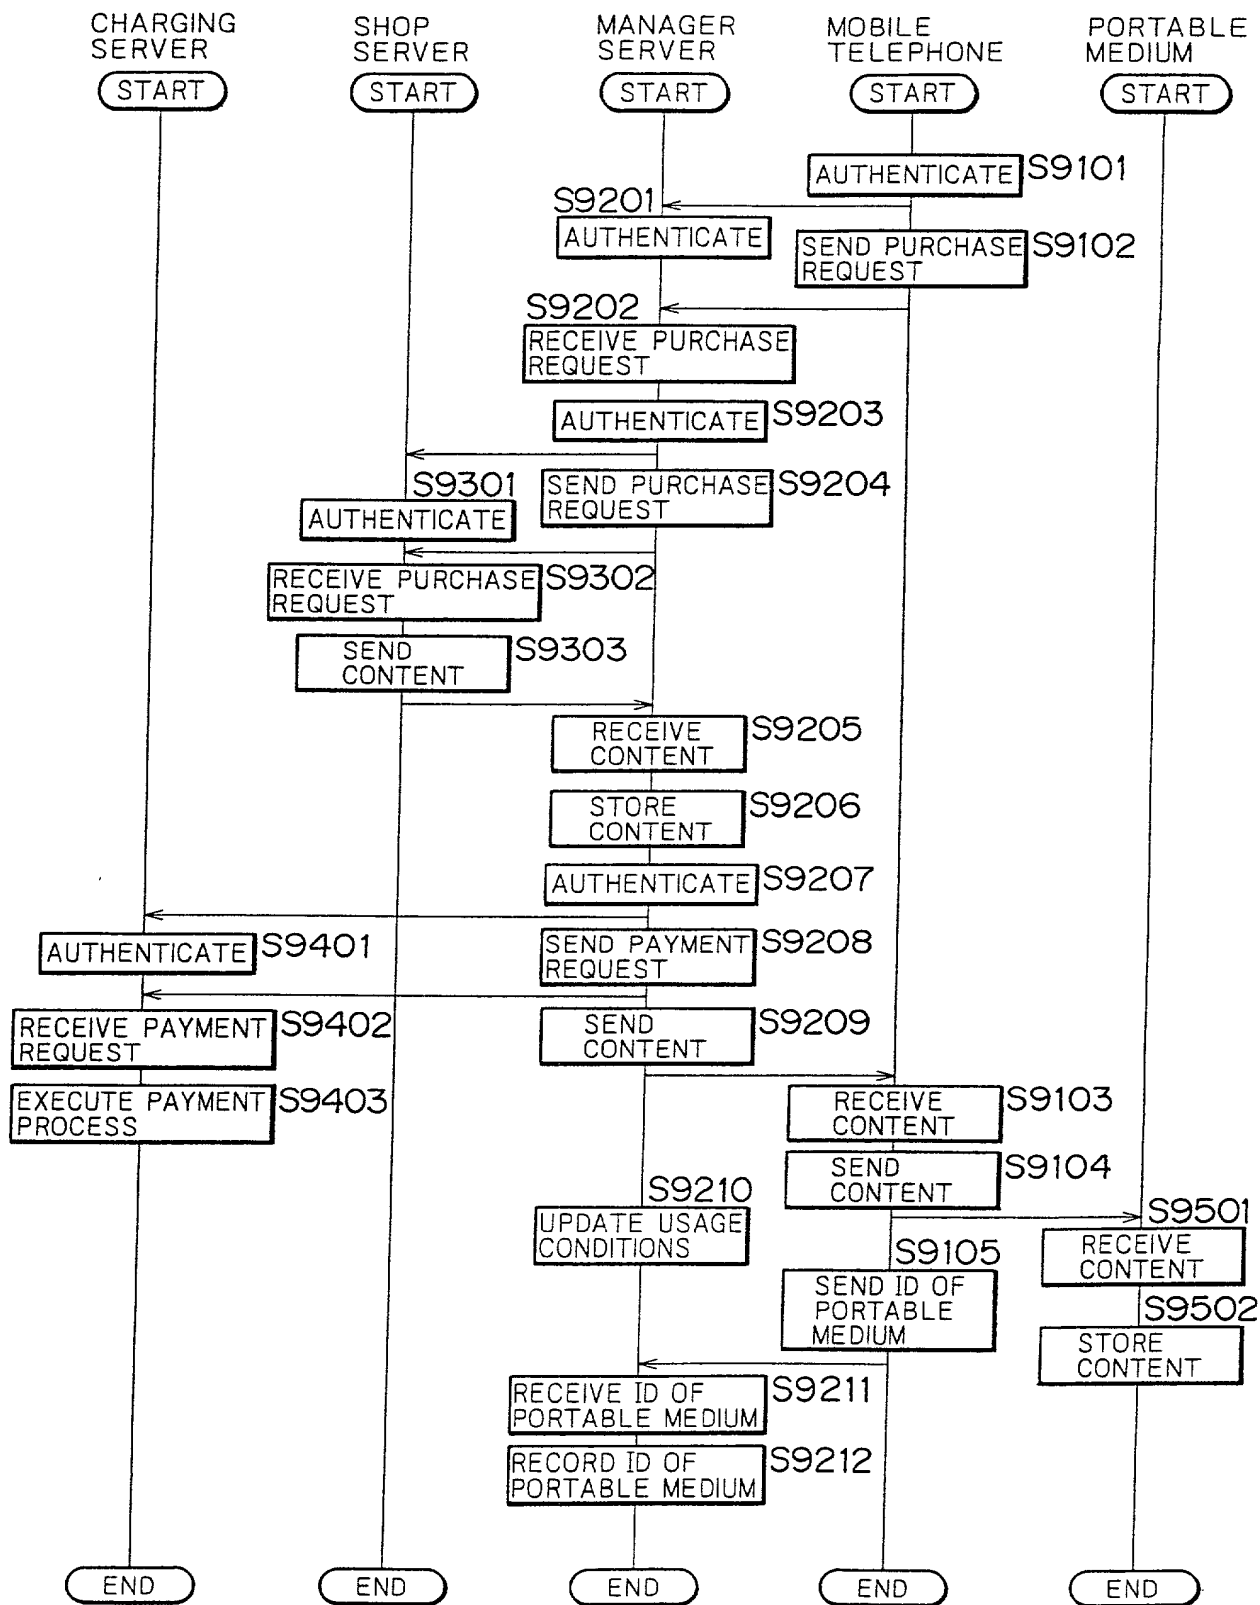 CHARGING
SERVER
SHOP
SERVER
MANAGER
SERVER
MOBILE
TELEPHONE
PORTABLE
MEDIUM
START
START
START
START
START
AUTHENTICATE
S9101
S9201
AUTHENTICATE
SEND PURCHASE
REQUEST
S9102
S9202
RECEIVE PURCHASE
REQUEST
AUTHENTICATE
S9203
S9301
AUTHENTICATE
SEND PURCHASE
REQUEST
S9204
RECEIVE PURCHASE
REQUEST
S9302
SEND
CONTENT
S9303
RECEIVE
CONTENT
S9205
STORE
CONTENT
S9206
AUTHENTICATE
S9207
AUTHENTICATE
S9401
SEND PAYMENT
REQUEST
S9208
RECEIVE PAYMENT
REQUEST
S9402
SEND
CONTENT
S9209
EXECUTE PAYMENT
PROCESS
S9403
RECEIVE
CONTENT
S9103
SEND
CONTENT
S9104
S9210
UPDATE USAGE
CONDITIONS
S9501
RECEIVE
CONTENT
S9105
SEND ID OF
PORTABLE
MEDIUM
S9502
STORE
CONTENT
RECEIVE ID OF
PORTABLE MEDIUM
S9211
RECORD ID OF
PORTABLE MEDIUM
S9212
END
END
END
END
END